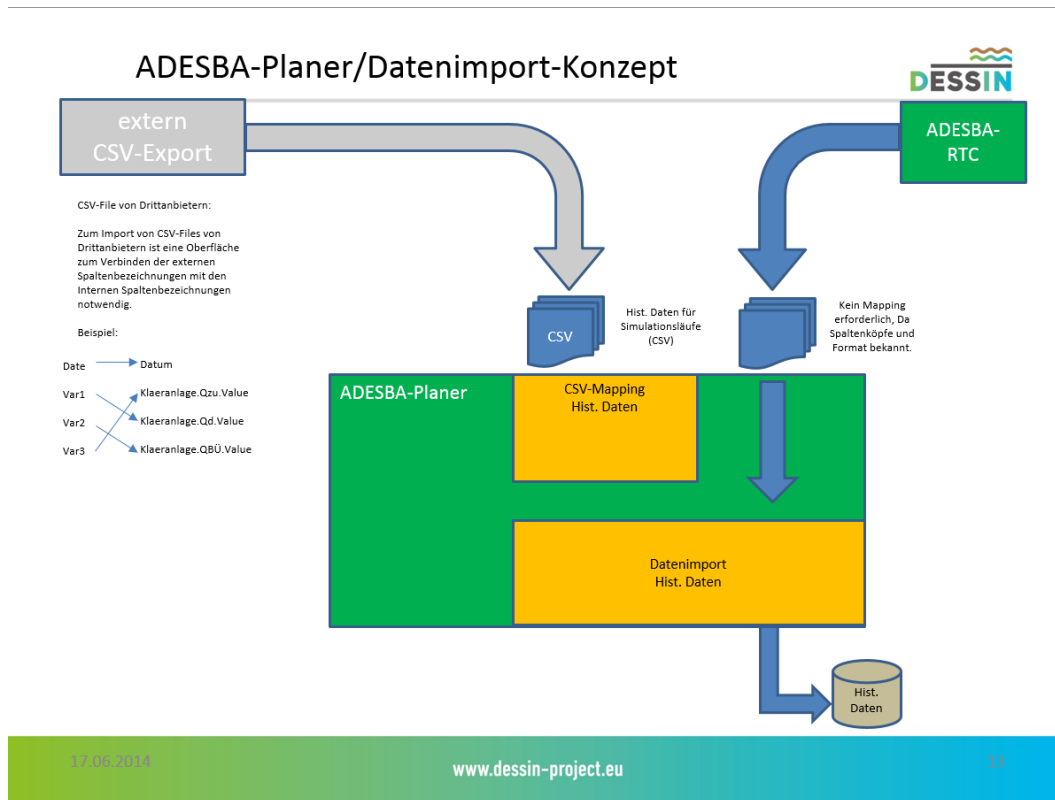 ADESBA-Planer/Datenimport-Konzept
DESSIN
extern
CSV-Export
ADESBA-
RTC
CSV-File von Drittanbietern:
Zum Import von CSV-Files von
Drittanbietern ist eine Oberfläche
zum Verbinden der externen
Spaltenbezeichnungen mit den
Internen Spaltenbezeichnungen
notwendig.
Beispiel:
Date
Datum
Var1
Klaeranlage.Qzu.Value
Var2
Klaeranlage.Qd.Value
Var3
Klaeranlage.QBÜ.Value
CSV
Hist. Daten für
Simulationsläufe
(CSV)
Kein Mapping
erforderlich, Da
Spaltenköpfe und
Format bekannt.
ADESBA-Planer
CSV-Mapping
Hist. Daten
Datenimport
Hist. Daten
Hist.
Daten
17.06.2014
www.dessin-project.eu
13